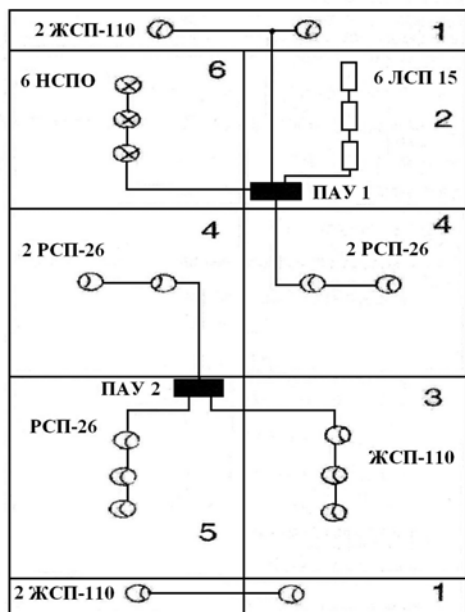 2 ЖСП-110 1
6 НСПО 6 6 ЛСП 15
2
ПАУ 1
4 4
2 РСП-26 2 РСП-26
ПАУ 2 3
РСП-26 ЖСП-110
5
2 ЖСП-110 1